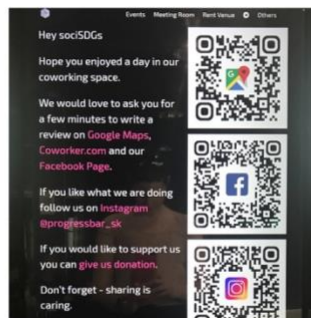 Events Meeting Room Rent Venue Others
Hey sociSDGs
Hope you enjoyed a day in our
coworking space.
We would love to ask you for
a few minutes to write a
review on Google Maps,
Coworker.com and our
Facebook Page.
If you like what we are doing
follow us on Instagram
@progressbar_sk
If you would like to support us
you can give us donation.
Don't forget - sharing is
caring.